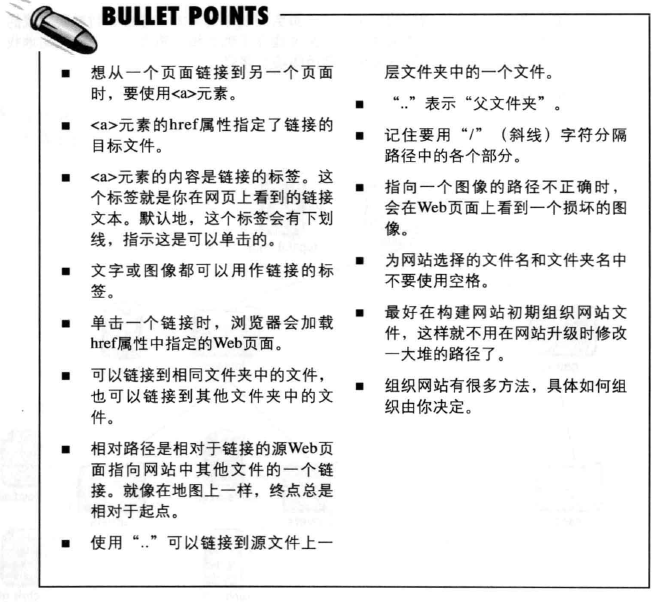 BULLET POINTS
■ 想从一个页面链接到另一个页面
时，要使用<a>元素。
■ <a>元素的href属性指定了链接的
目标文件。
■ <a>元素的内容是链接的标签。这
个标签就是你在网页上看到的链接
文本。默认地，这个标签会有下划
线，指示这是可以单击的。
■ 文字或图像都可以用作链接的标
签。
■ 单击一个链接时，浏览器会加载
href属性中指定的Web页面。
■ 可以链接到相同文件夹中的文件，
也可以链接到其他文件夹中的文
件。
■ 相对路径是相对于链接的源Web页
面指向网站中其他文件的一个链
接。就像在地图上一样，终点总是
相对于起点。
■ 使用“..”可以链接到源文件上一
层文件夹中的一个文件。
■ “..”表示“父文件夹”。
■ 记住要用“/”（斜线）字符分隔
路径中的各个部分。
■ 指向一个图像的路径不正确时，
会在Web页面上看到一个损坏的图
像。
■ 为网站选择的文件名和文件夹名中
不要使用空格。
■ 最好在构建网站初期组织网站文
件，这样就不用在网站升级时修改
一大堆的路径了。
■ 组织网站有很多方法，具体如何组
织由你决定。